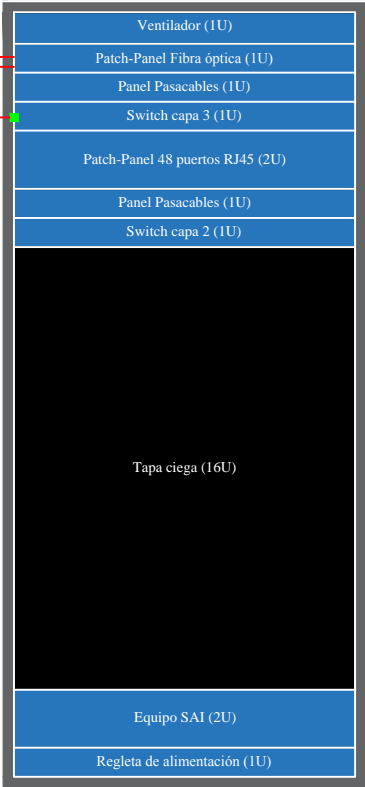 Ventilador (1U)
Patch-Panel Fibra óptica (1U)
Panel Pasacables (1U)
Switch capa 3 (1U)
Patch-Panel 48 puertos RJ45 (2U)
Panel Pasacables (1U)
Switch capa 2 (1U)
Tapa ciega (16U)
Equipo SAI (2U)
Regleta de alimentación (1U)